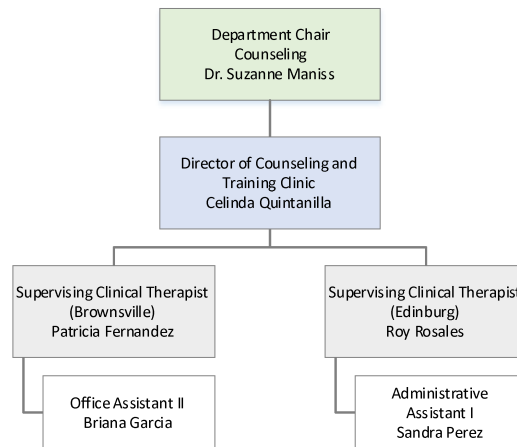 Department Chair
Counseling
Dr. Suzanne Maniss
Director of Counseling and
Training Clinic
Celinda Quintanilla
Supervising Clinical Therapist
(Brownsville)
Patricia Fernandez
Supervising Clinical Therapist
(Edinburg)
Roy Rosales
Office Assistant II
Briana Garcia
Administrative
Assistant I
Sandra Perez